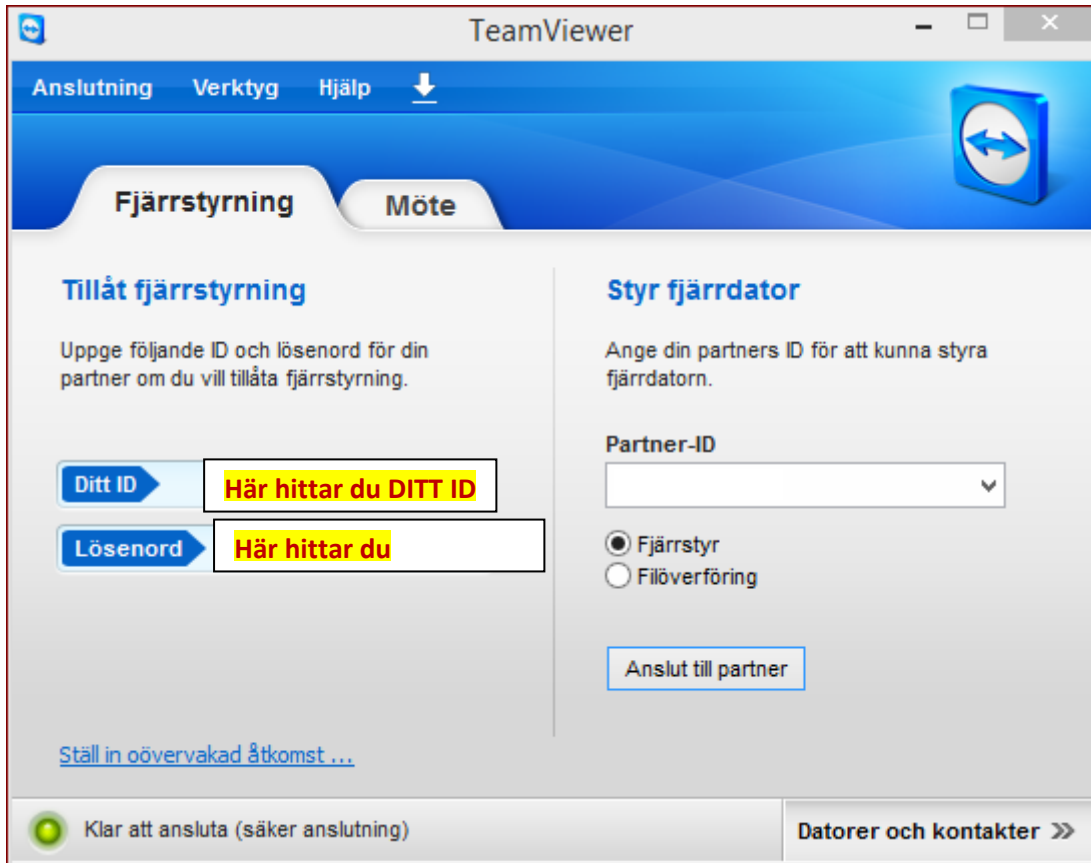 TeamViewer
Anslutning Verktyg Hjälp
Fjärrstyrning Möte
Tillåt fjärrstyrning
Uppge följande ID och lösenord för din
partner om du vill tillåta fjärrstyrning.
Ditt ID Här hittar du DITT ID
Lösenord Här hittar du
Ställ in oövervakad åtkomst ...
Styr fjärrdator
Ange din partners ID för att kunna styra
fjärrdatorn.
Partner-ID
Fjärrstyr
Filöverföring
Anslut till partner
Klar att ansluta (säker anslutning)
Datorer och kontakter